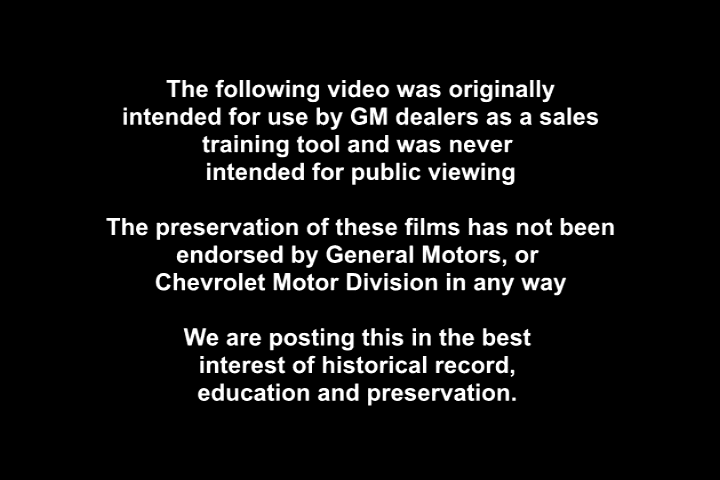 The following video was originally
intended for use by GM dealers as a sales
training tool and was never
intended for public viewing
The preservation of these films has not been
endorsed by General Motors, or
Chevrolet Motor Division in any way
We are posting this in the best
interest of historical record,
education and preservation.